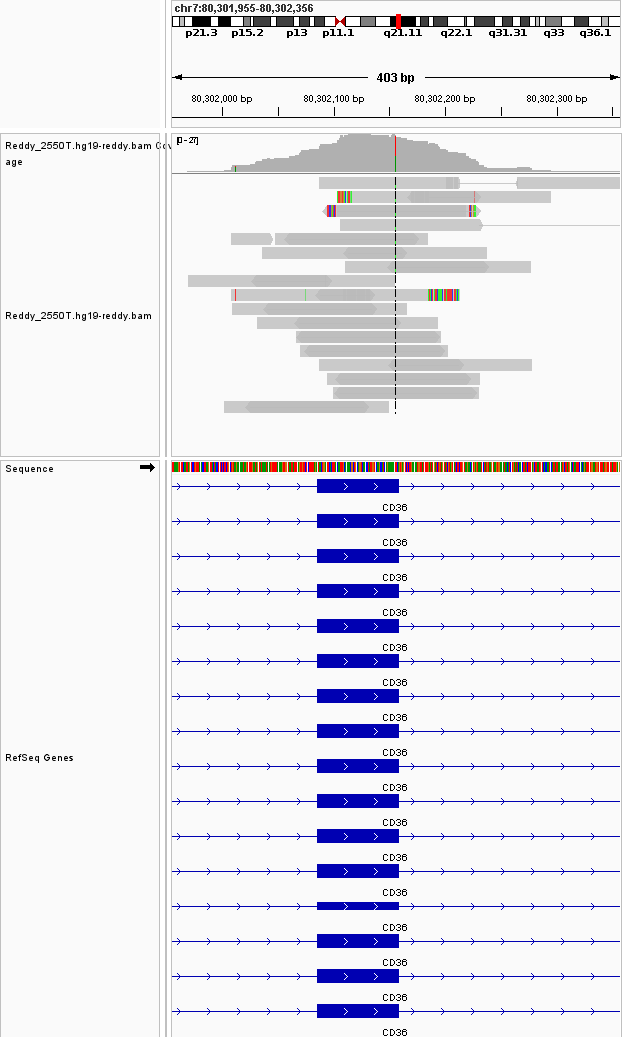 chr7:80,301,955-80,302,356
p21.3 p15.2 p13 p11.1 q21.11 q22.1 q31.31 q33 q36.1
403 bp
80,302,000 bp 80,302,100 bp 80,302,200 bp 80,302,300 bp
[0 - 27]
Reddy_2550T.hg19-reddy.bam Cov
age
Reddy_2550T.hg19-reddy.bam
Sequence
CD36
CD36
CD36
CD36
CD36
CD36
CD36
CD36
RefSeq Genes
CD36
CD36
CD36
CD36
CD36
CD36
CD36
CD36